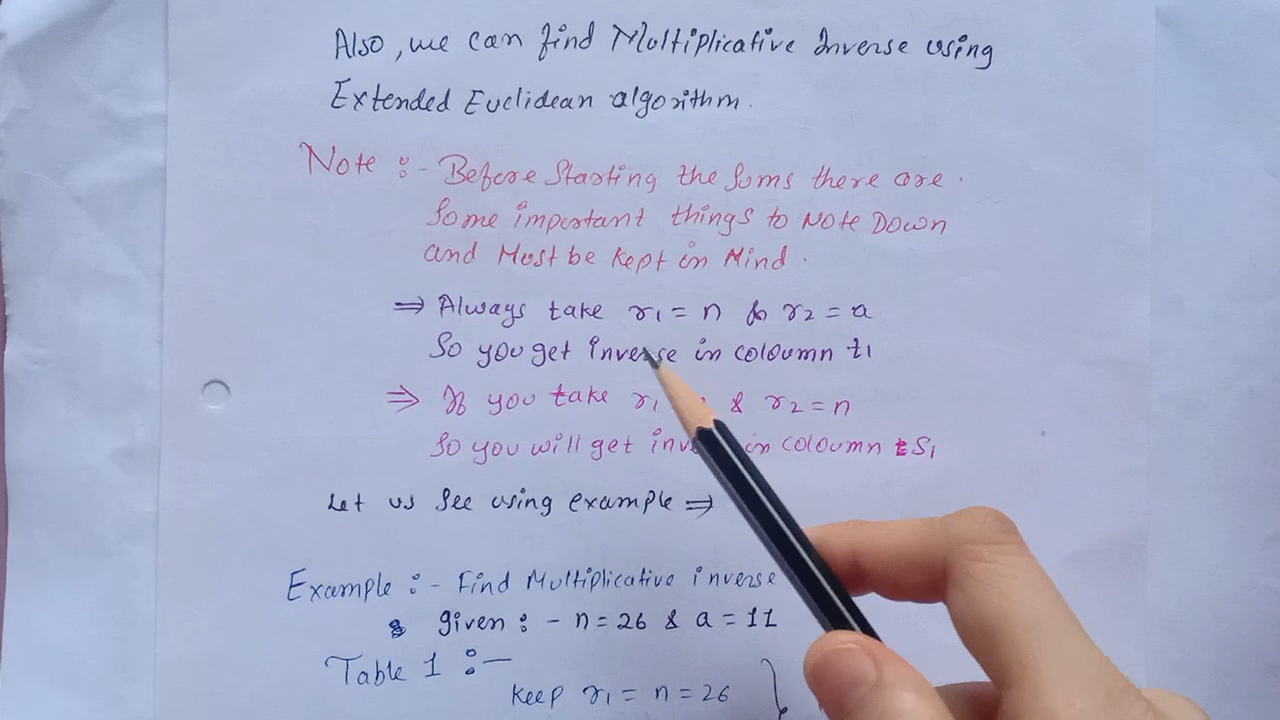 Also, we can find Multiplicative Inverse using
Extended Euclidean algorithm.
Note :- Before Starting the Sums there are.
Some important things to Note Down
and Must be Kept in Mind.
⇒ Always take r1 = n & r2 = a
So you get inverse in coloumn t1
⇒ If you take r1 & r2 = n
So you will get in coloumn S1
Let us See using example ⇒
Example :- Find Multiplicative inverse
given :- n = 26 & a = 11
Table 1 :-
Keep r1 = n = 26